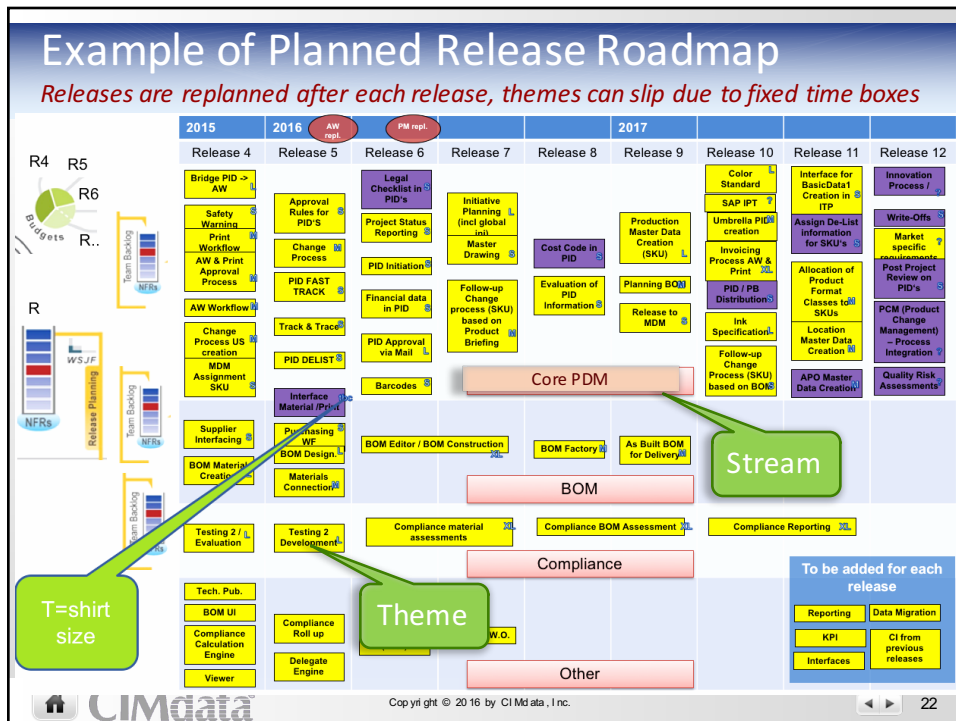 Example of Planned Release Roadmap
Releases are replanned after each release, themes can slip due to fixed time boxes
2015
2016
AW
repl.
PM repl.
2017
Release 4
Release 5
Release 6
Release 7
Release 8
Release 9
Release 10
Release 11
Release 12
R4
R5
R6
R..
Budgets
R
Team Backlog
NFRs
WSJF
Release Planning
NFRs
Team Backlog
NFRs
Team Backlog
NFRs
Bridge PID ->
AW L
Safety
Warning S
Print
Workflow M
AW & Print
Approval
Process M
AW Workflow M
Change
Process US
creation
MDM
Assignment
SKU S
Approval
Rules for
PID'S S
Change
Process M
PID FAST
TRACK S
Track & Trace S
PID DELIST S
Interface
Material /Print
Legal
Checklist in
PID S
Project Status
Reporting S
PID Initiation S
Financial data
in PID S
PID Approval
via Mail L
Barcodes S
Initiative
Planning
(incl global
ini) L
Master
Drawing S
Follow-up
Change
process (SKU)
based on
Product
Briefing M
Cost Code in
PID S
Evaluation of
PID
Information S
Production
Master Data
Creation
(SKU) L
Planning BOM M
Release to
MDM S
Color
Standard L
SAP IPT ?
Umbrella PID M
creation
Invoicing
Process AW &
Print XL
PID / PB
Distribution S
Ink
Specification L
Follow-up
Change
Process (SKU)
based on BOM S
Interface for
BasicData1
Creation in
ITP S
Assign De-List
information
for SKU's S
Allocation of
Product
Format
Classes to M
SKUs
Location
Master Data
Creation M
APO Master
Data Creation M
Innovation
Process / ?
Write-Offs S
Market
specific
requirements ?
Post Project
Review on
PID's S
PCM (Product
Change
Management)
– Process
Integration ?
Quality Risk
Assessments ?
Core PDM
Supplier
Interfacing S
BOM Material
Creation L
Purchasing S
WF
BOM Design. L
Materials
Connection M
BOM Editor / BOM Construction
XL
BOM Factory M
As Built BOM
for Delivery M
BOM
Stream
Testing 2 /
Evaluation L
Testing 2
Development L
Compliance material
assessments XL
Compliance BOM Assessment XL
Compliance Reporting XL
Compliance
T=shirt
size
Theme
Tech. Pub.
BOM UI
Compliance
Calculation
Engine
Viewer
Compliance
Roll up
Delegate
Engine
W.O.
Other
To be added for each
release
Reporting
Data Migration
KPI
CI from
previous
releases
Interfaces
CIMdata
Copyright © 2016 by CIMdata, Inc.
22